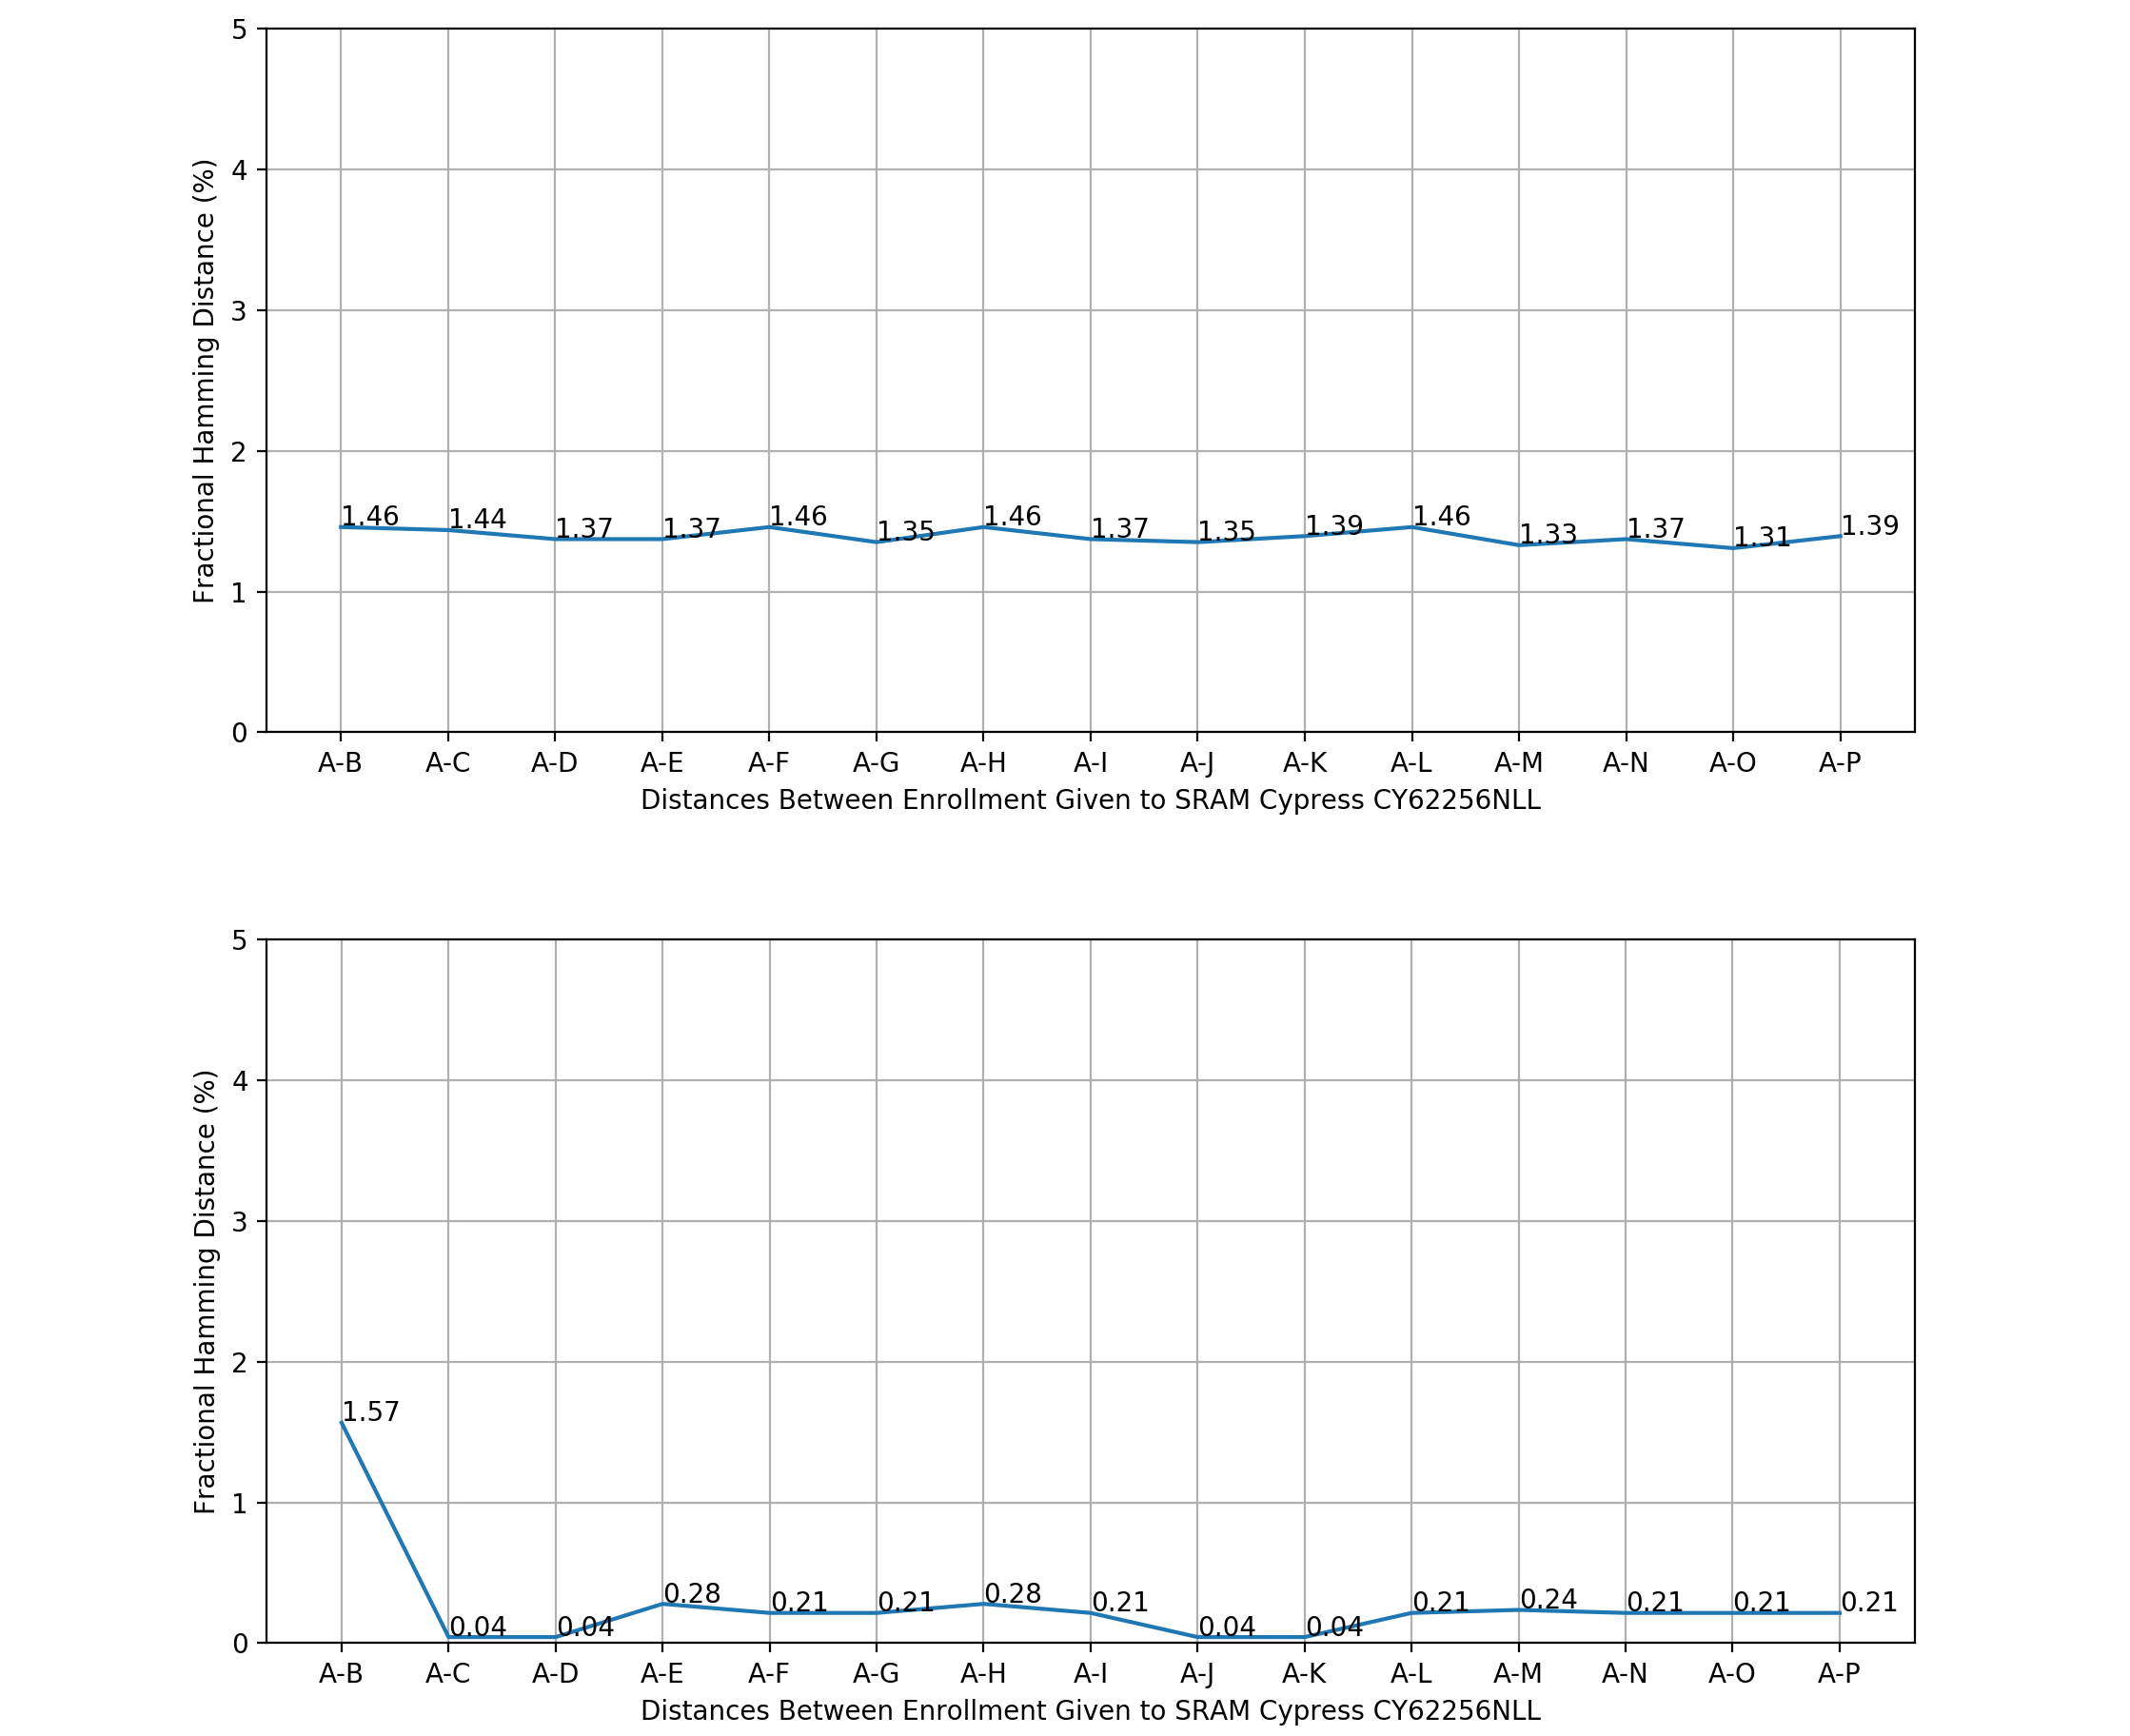 5
4
3
2
1
0
Fractional Hamming Distance (%)
1.46 1.44 1.37 1.37 1.46 1.35 1.46 1.37 1.35 1.39 1.46 1.33 1.37 1.31 1.39
A-B A-C A-D A-E A-F A-G A-H A-I A-J A-K A-L A-M A-N A-O A-P
Distances Between Enrollment Given to SRAM Cypress CY62256NLL
5
4
3
2
1
0
Fractional Hamming Distance (%)
1.57 0.04 0.04 0.28 0.21 0.21 0.28 0.21 0.04 0.04 0.21 0.24 0.21 0.21 0.21
A-B A-C A-D A-E A-F A-G A-H A-I A-J A-K A-L A-M A-N A-O A-P
Distances Between Enrollment Given to SRAM Cypress CY62256NLL